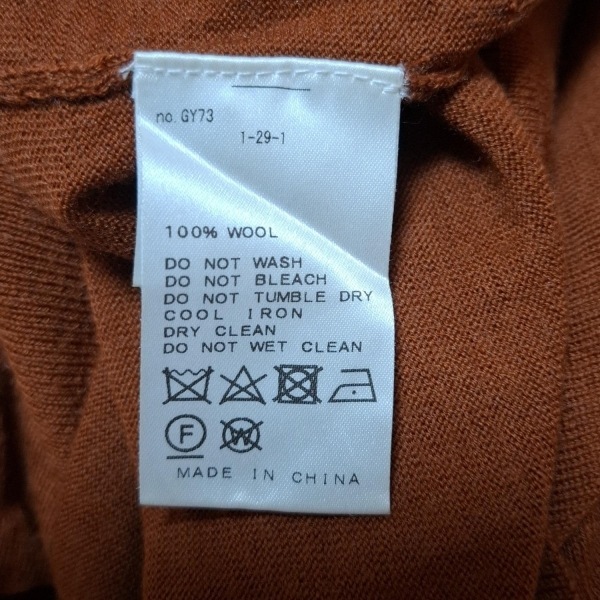 no. GY73
1-29-1
100% WOOL
DO NOT WASH
DO NOT BLEACH
DO NOT TUMBLE DRY
COOL IRON
DRY CLEAN
DO NOT WET CLEAN
F W
MADE IN CHINA